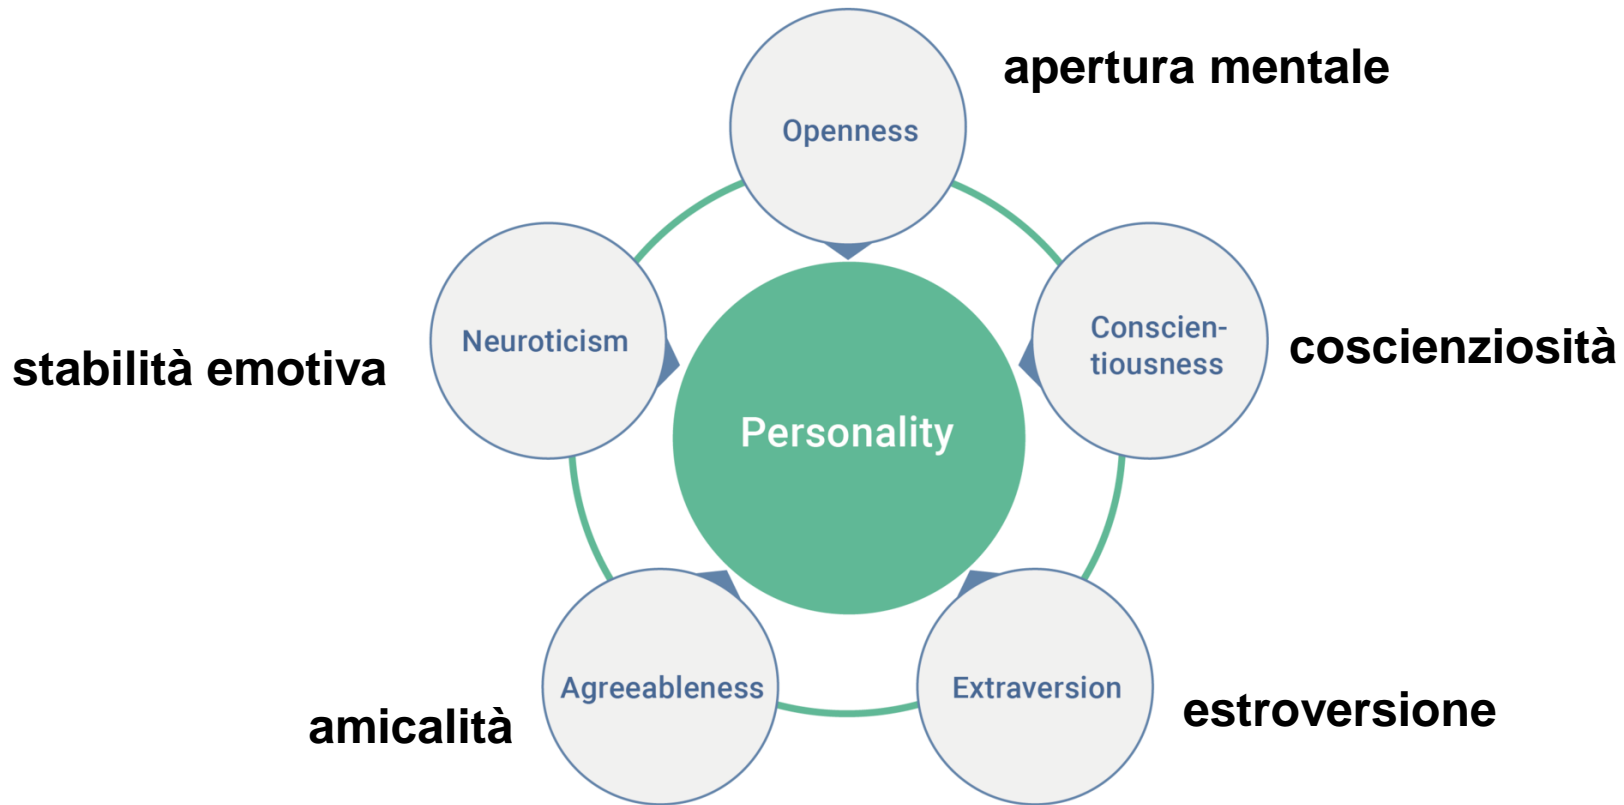 apertura mentale
Openness
Neuroticism
Conscien-
tiousness
stabilità emotiva
coscienziosità
Personality
Agreeableness
Extraversion
amicalità
estroversione